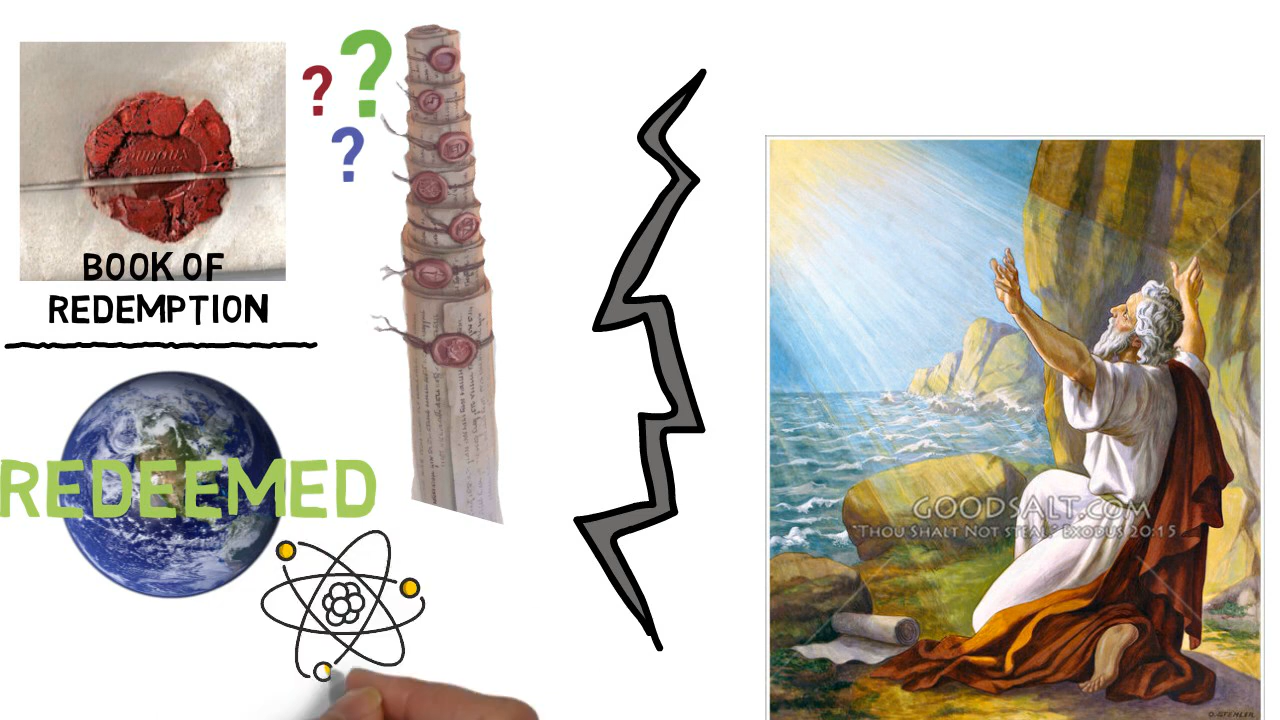 ? ? ?
BOOK OF
REDEMPTION
REDEEMED
GOODSALT.COM
"THOU SHALT NOT STEAL" EXODUS 20:15